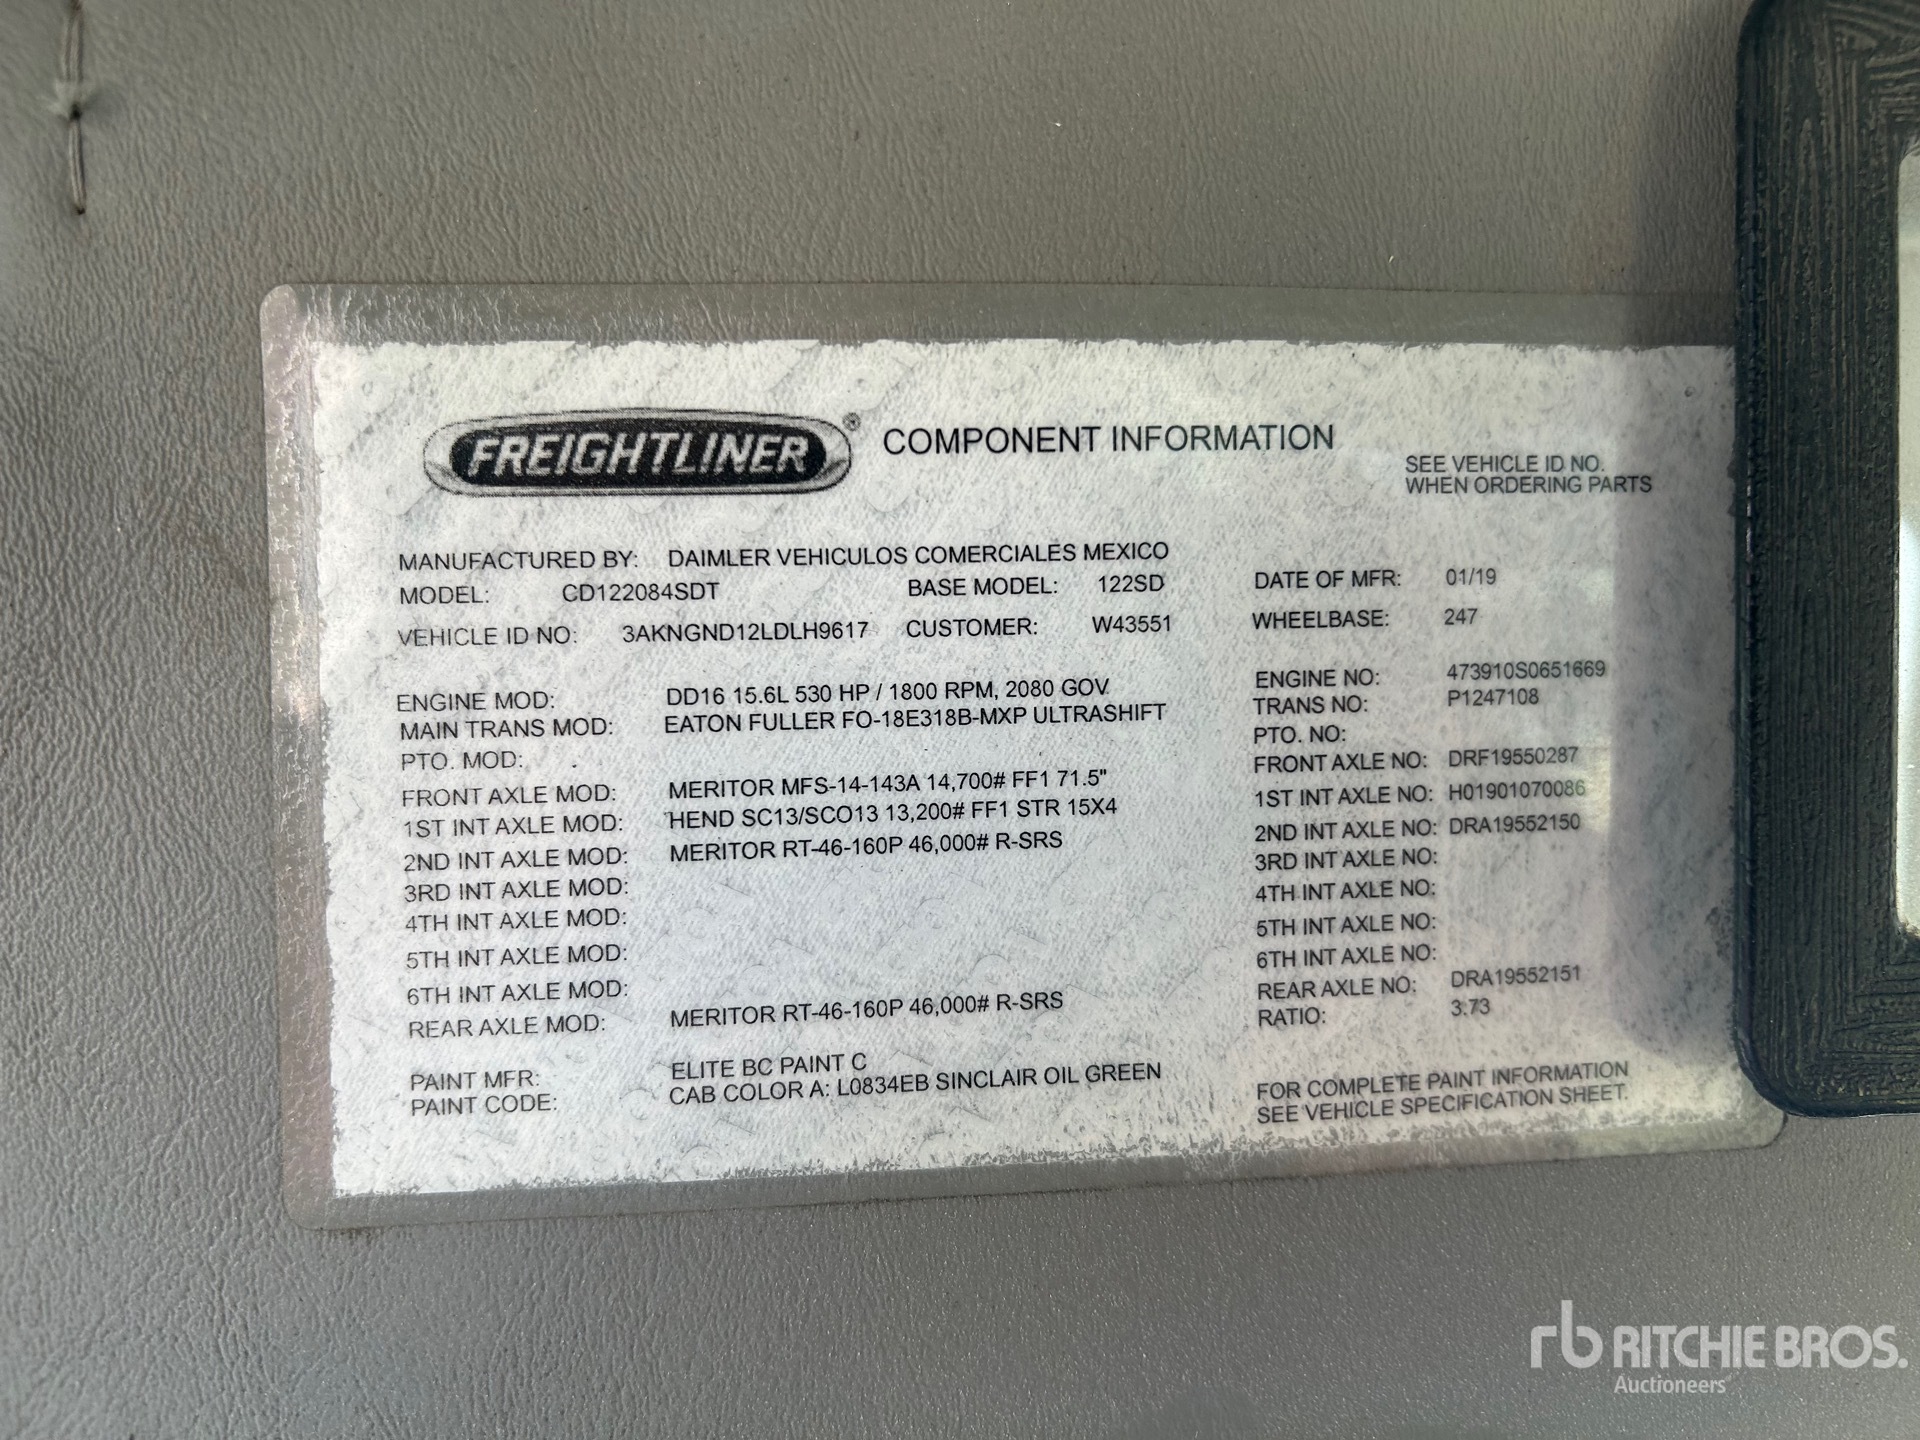 FREIGHTLINER® COMPONENT INFORMATION
SEE VEHICLE ID NO.
WHEN ORDERING PARTS
MANUFACTURED BY: DAIMLER VEHICULOS COMERCIALES MEXICO
MODEL: CD122084SDT BASE MODEL: 122SD DATE OF MFR: 01/19
VEHICLE ID NO: 3AKNGND12LDLH9617 CUSTOMER: W43551 WHEELBASE: 247
ENGINE MOD: DD16 15.6L 530 HP / 1800 RPM, 2080 GOV ENGINE NO: 473910S0651669
MAIN TRANS MOD: EATON FULLER FO-18E318B-MXP ULTRASHIFT TRANS NO: P1247108
PTO. MOD: . PTO. NO:
FRONT AXLE MOD: MERITOR MFS-14-143A 14,700# FF1 71.5" FRONT AXLE NO: DRF19550287
1ST INT AXLE MOD: HEND SC13/SCO13 13,200# FF1 STR 15X4 1ST INT AXLE NO: H01901070086
2ND INT AXLE MOD: MERITOR RT-46-160P 46,000# R-SRS 2ND INT AXLE NO: DRA19552150
3RD INT AXLE MOD: 3RD INT AXLE NO:
4TH INT AXLE MOD: 4TH INT AXLE NO:
5TH INT AXLE MOD: 5TH INT AXLE NO:
6TH INT AXLE MOD: 6TH INT AXLE NO:
REAR AXLE MOD: MERITOR RT-46-160P 46,000# R-SRS REAR AXLE NO: DRA19552151
RATIO: 3.73
PAINT MFR: ELITE BC PAINT C
PAINT CODE: CAB COLOR A: L0834EB SINCLAIR OIL GREEN
FOR COMPLETE PAINT INFORMATION
SEE VEHICLE SPECIFICATION SHEET.
rb RITCHIE BROS.
Auctioneers